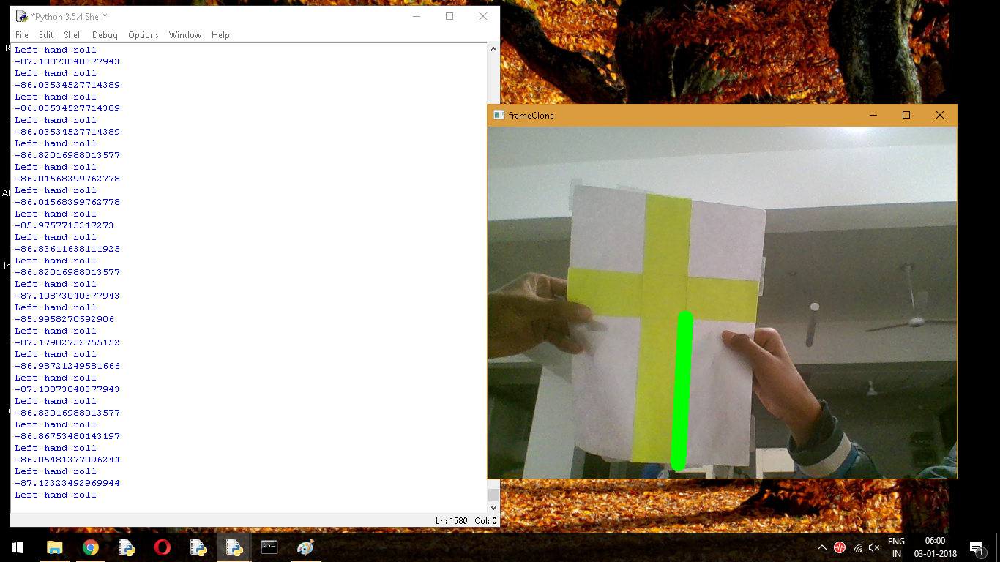 *Python 3.5.4 Shell*
File Edit Shell Debug Options Window Help
Left hand roll
-87.10873040377943
Left hand roll
-86.03534527714389
Left hand roll
-86.03534527714389
Left hand roll
-86.03534527714389
Left hand roll
-86.82016988013577
Left hand roll
-86.01568399762778
Left hand roll
-86.01568399762778
Left hand roll
-85.9757715317273
Left hand roll
-86.83611638111925
Left hand roll
-86.82016988013577
Left hand roll
-87.10873040377943
Left hand roll
-85.9958270592906
Left hand roll
-87.17982752755152
Left hand roll
-86.98721249581666
Left hand roll
-87.10873040377943
Left hand roll
-86.82016988013577
Left hand roll
-86.86753480143197
Left hand roll
-86.05481377096244
Left hand roll
-87.12323492969944
Left hand roll
Ln: 1580 Col: 0
frameClone
ENG
IN
06:00
03-01-2018
1